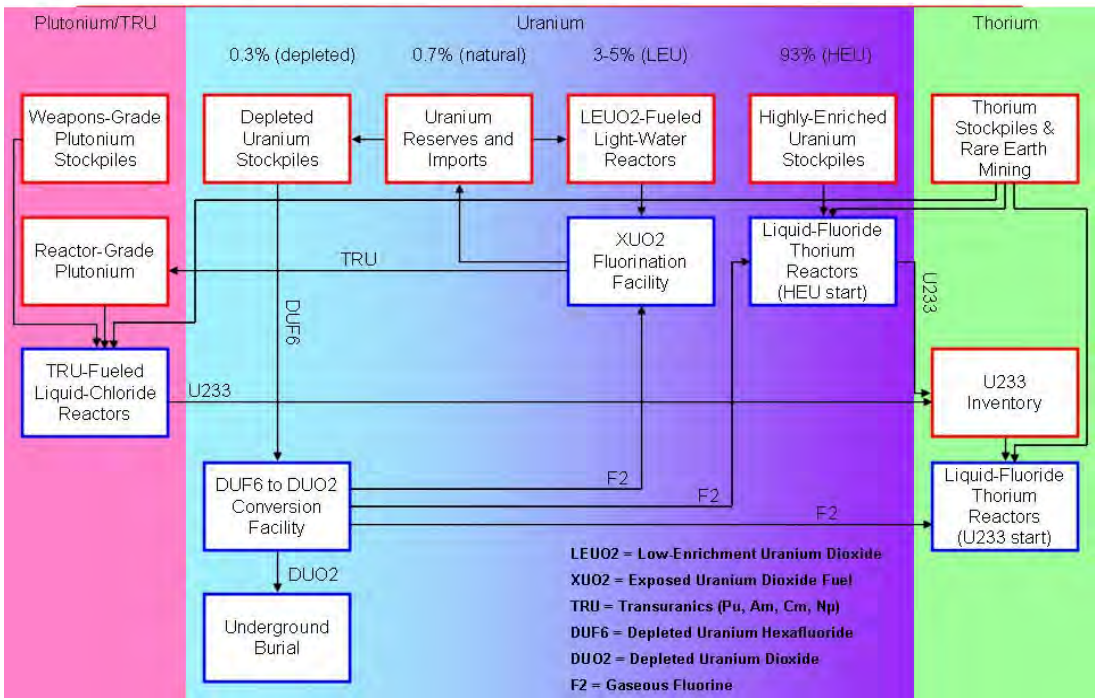 Plutonium/TRU
Uranium
Thorium
0.3% (depleted)
0.7% (natural)
3-5% (LEU)
93% (HEU)
Weapons-Grade
Plutonium
Stockpiles
Depleted
Uranium
Stockpiles
Uranium
Reserves and
Imports
LEUO2-Fueled
Light-Water
Reactors
Highly-Enriched
Uranium
Stockpiles
Thorium
Stockpiles &
Rare Earth
Mining
Reactor-Grade
Plutonium
TRU
XUO2
Fluorination
Facility
Liquid-Fluoride
Thorium
Reactors
(HEU start)
U233
DUF6
TRU-Fueled
Liquid-Chloride
Reactors
U233
U233
Inventory
DUF6 to DUO2
Conversion
Facility
F2
F2
F2
Liquid-Fluoride
Thorium
Reactors
(U233 start)
DUO2
Underground
Burial
LEUO2 = Low-Enrichment Uranium Dioxide
XUO2 = Exposed Uranium Dioxide Fuel
TRU = Transuranics (Pu, Am, Cm, Np)
DUF6 = Depleted Uranium Hexafluoride
DUO2 = Depleted Uranium Dioxide
F2 = Gaseous Fluorine